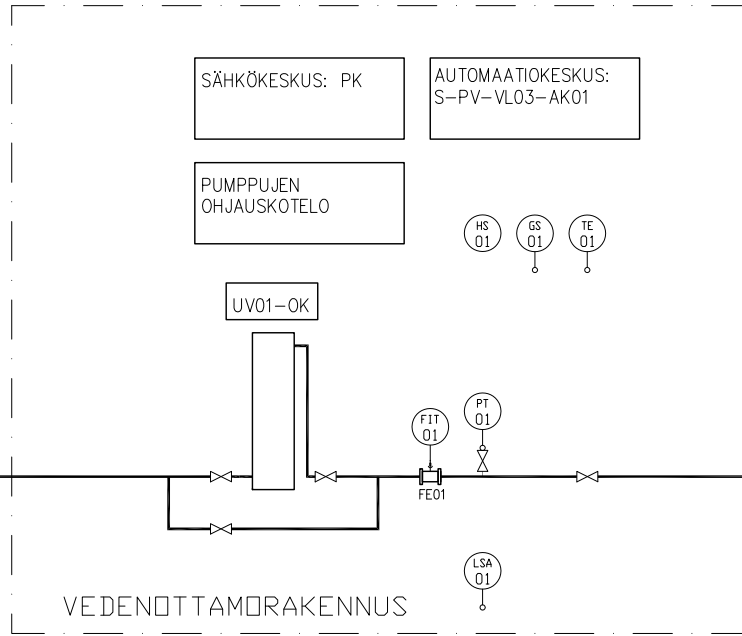 SÄHKÖKESKUS: PK
AUTOMAATIOKESKUS:
S-PV-VL03-AK01
PUMPPUJEN
OHJAUSKOTELO
HS
01
GS
01
TE
01
UV01-OK
FIT
01
PT
01
FE01
LSA
01
VEDENOTTAMORAKENNUS